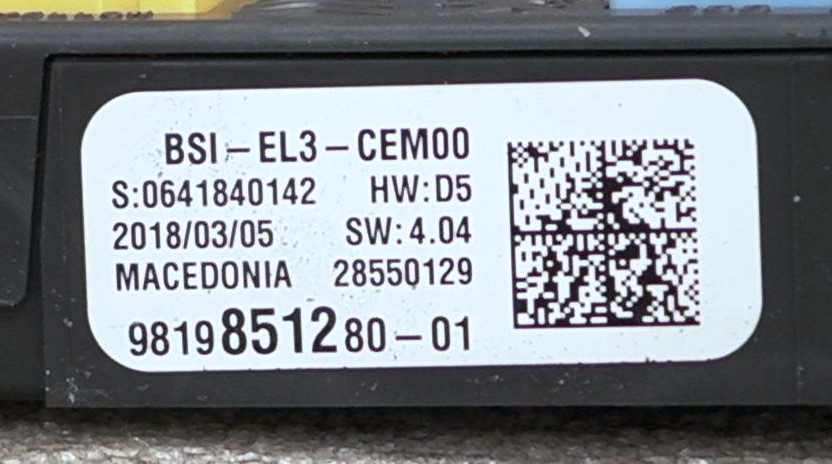 BSI-EL3-CEM00
S:0641840142 HW:D5
2018/03/05 SW:4.04
MACEDONIA 28550129
9819851280-01